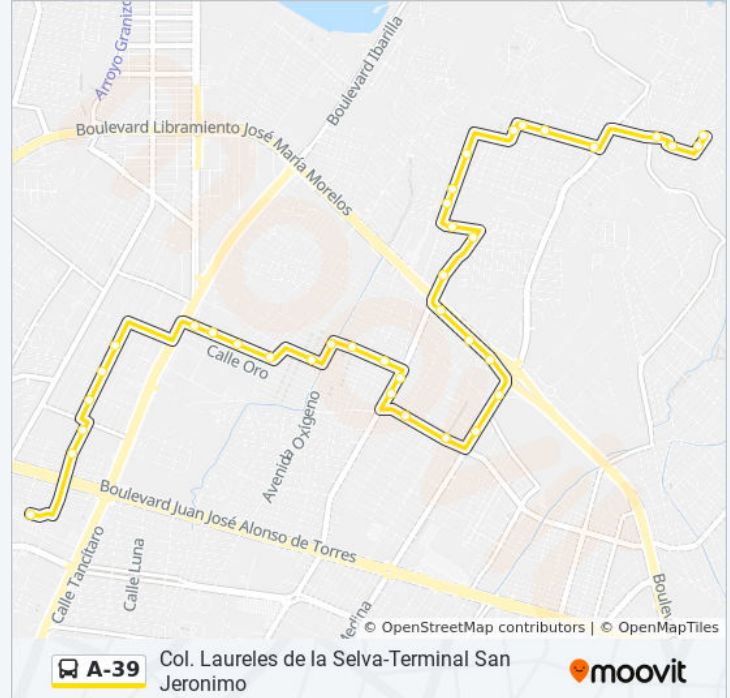 Arroyo Granizo
Boulevard Ibarilla
Boulevard Libramiento José María Morelos
Calle Oro
Avenida Oxígeno
Boulevard Juan José Alonso de Torres
Calle Tancítaro
Calle Luna
Medina
Boulev
© OpenStreetMap contributors | © OpenMapTiles
A-39
Col. Laureles de la Selva-Terminal San
Jeronimo
moovit